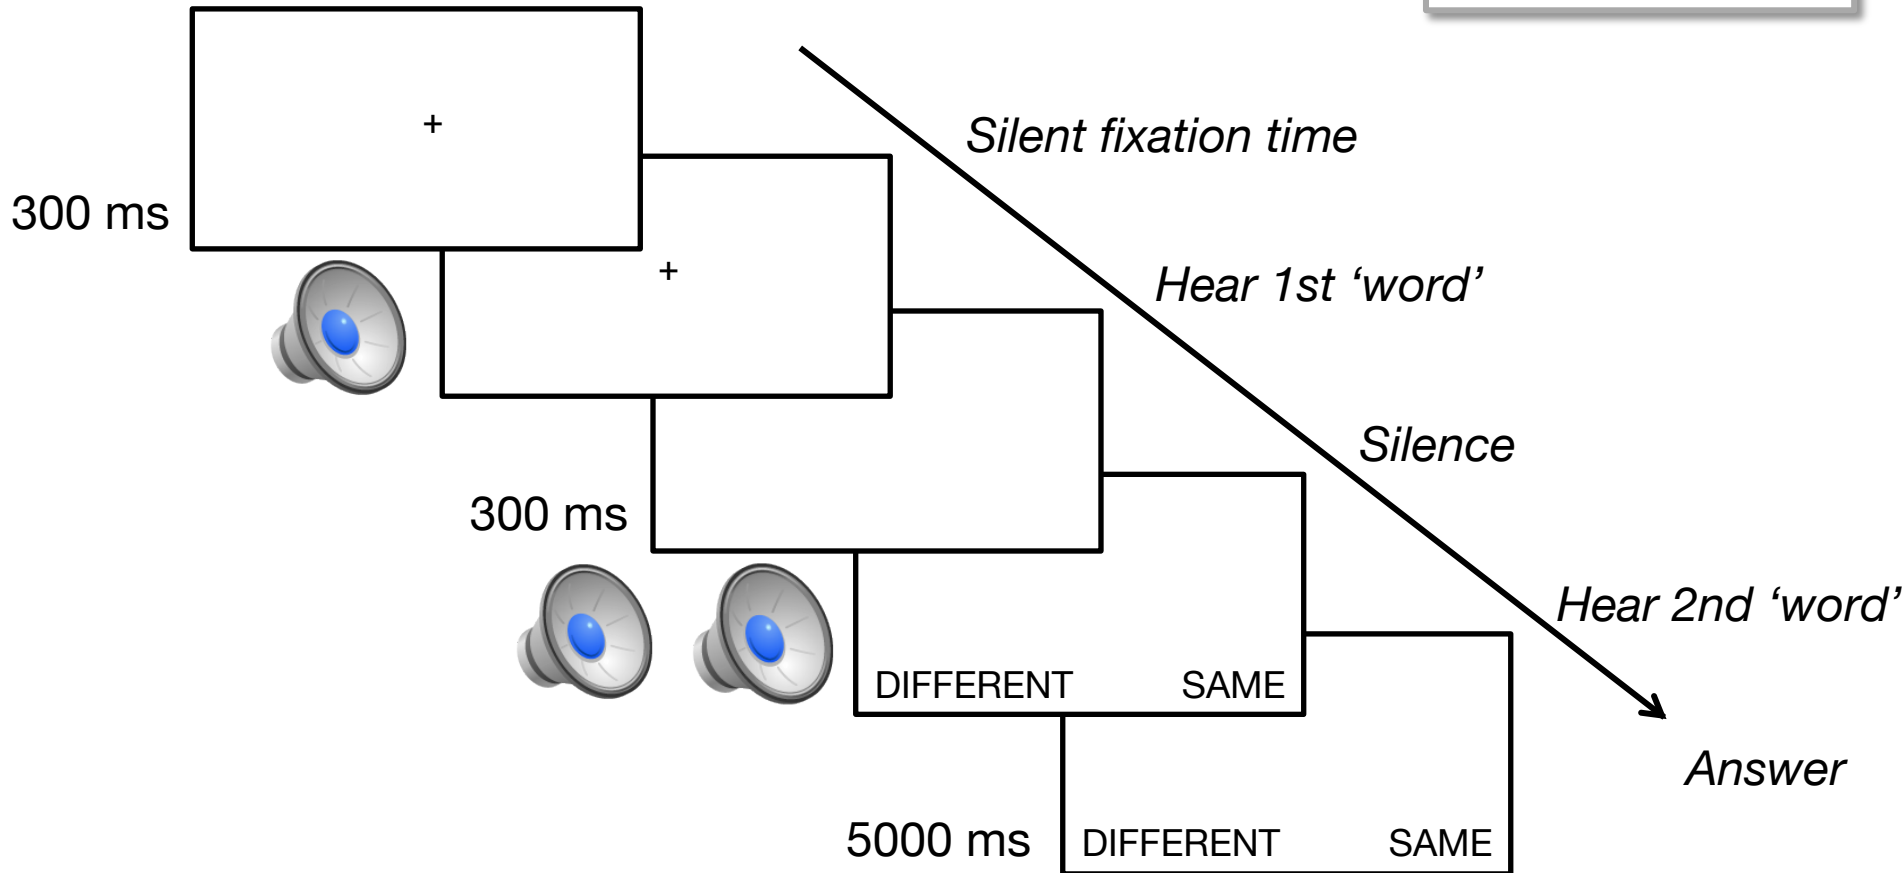 +
Silent fixation time
300 ms
+
Hear 1st ‘word’
Silence
300 ms
Hear 2nd ‘word’
DIFFERENT SAME
Answer
5000 ms
DIFFERENT SAME